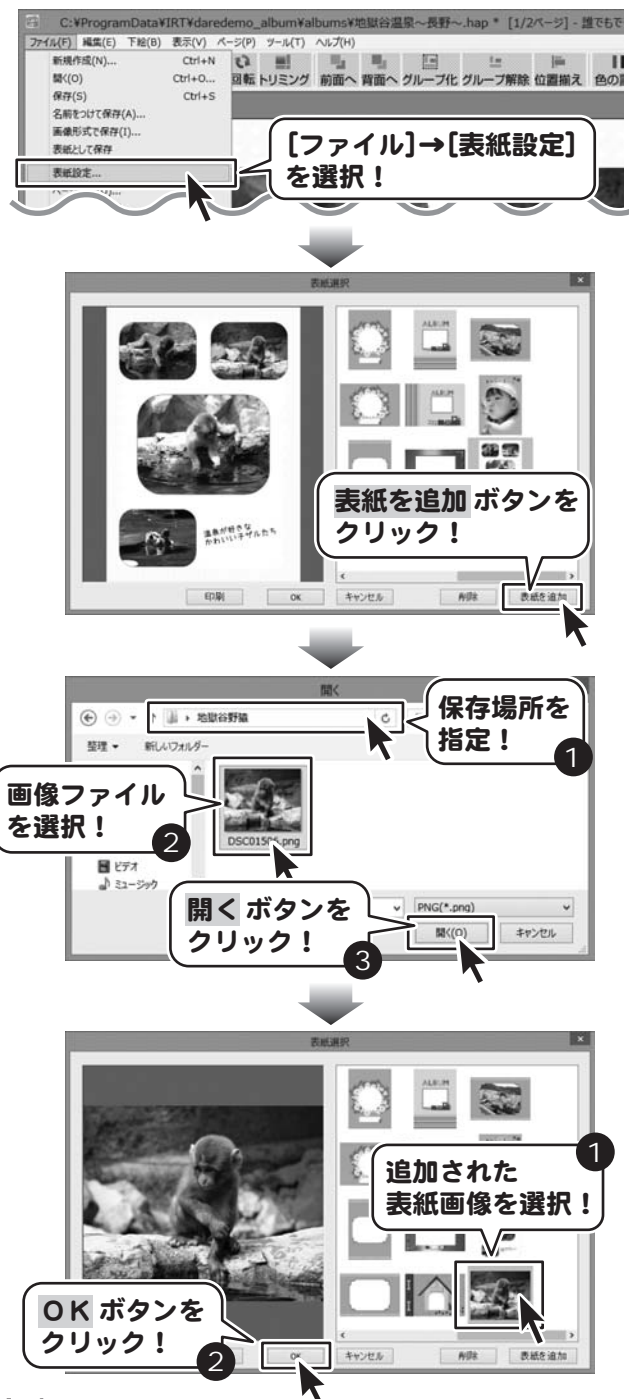 C:¥ProgramData¥IRT¥daredemo_album¥albums¥地獄谷温泉～長野～.hap * [1/2ページ] - 誰でもで
ファイル(F) 編集(E) 下絵(B) 表示(V) ページ(P) ツール(T) ヘルプ(H)
新規作成(N)... Ctrl+N
開く(O) Ctrl+O...
保存(S) Ctrl+S
名前をつけて保存(A)...
画像形式で保存(I)...
表紙として保存
表紙設定...
回転 トリミング 前面へ 背面へ グループ化 グループ解除 位置揃え 色の
[ファイル]→[表紙設定]
を選択！
表紙選択
ALBUM
温泉が好きな
かわいい子ザルたち
表紙を追加 ボタンを
クリック！
印刷 OK キャンセル 削除 表紙を追加
開く
地獄谷野猿
保存場所を
指定！
1
整理 新しいフォルダー
画像ファイル
を選択！
2
DSC01506.png
ビデオ
ミュージック
開く ボタンを
クリック！
3
PNG(*.png)
開く(O) キャンセル
表紙選択
ALBUM
1
追加された
表紙画像を選択！
OK ボタンを
クリック！
2
OK キャンセル 削除 表紙を追加